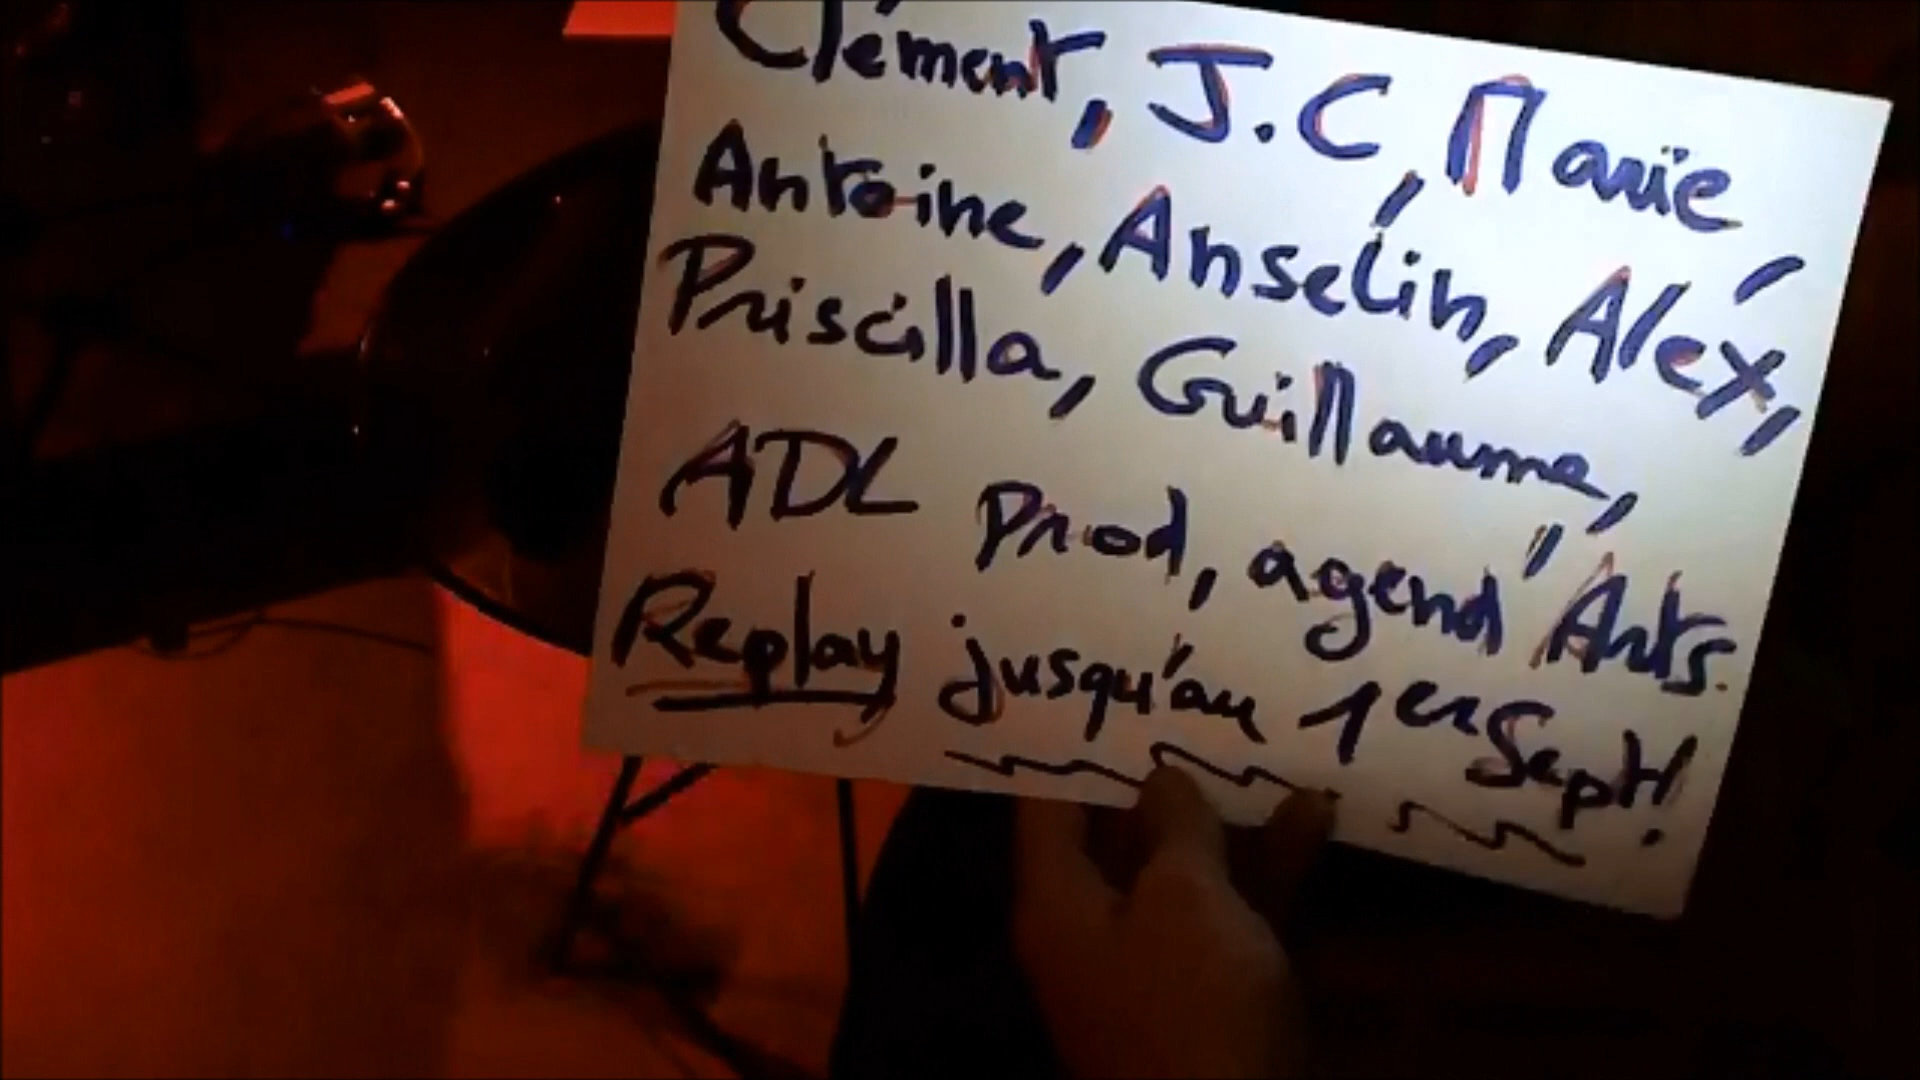 Clément, J.C, Marie,
Antoine, Anselin, Alex,
Priscilla, Guillaume,
ADL Prod, agend'Arts.
Replay jusqu'au 1er Sept!